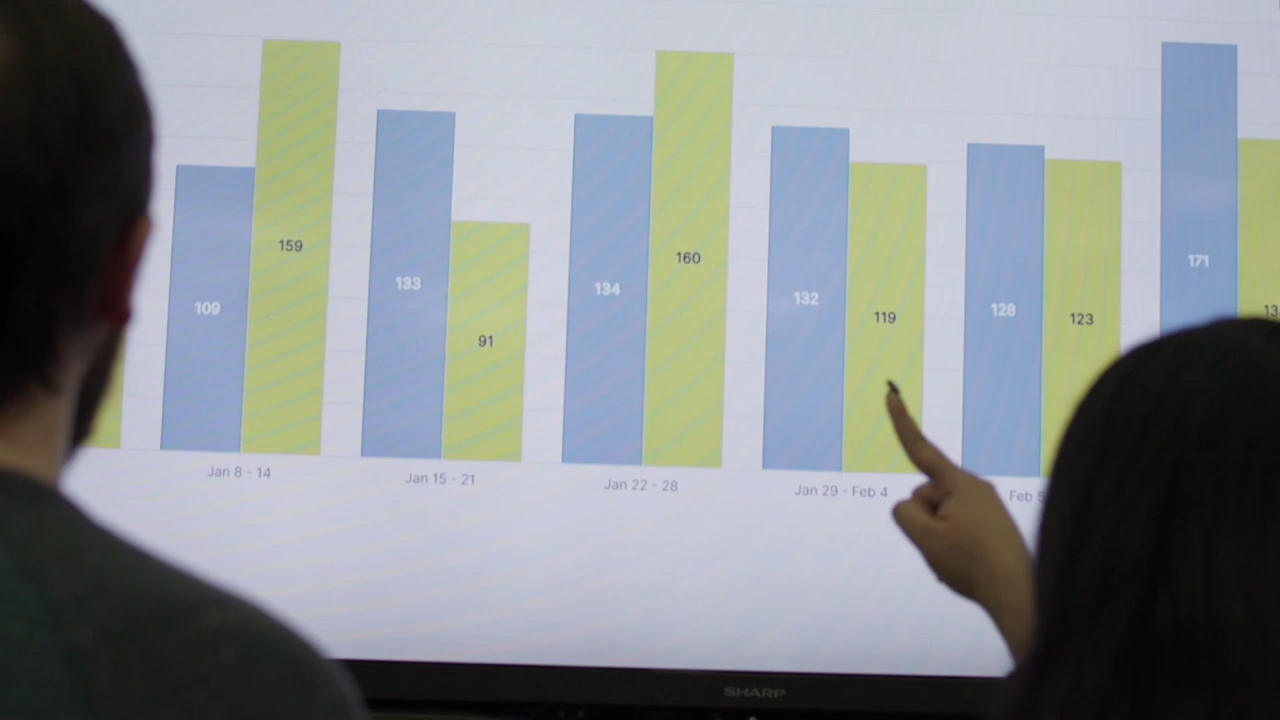 109 159 133 91 134 160 132 119 128 123 171
Jan 8 - 14 Jan 15 - 21 Jan 22 - 28 Jan 29 - Feb 4 Feb
SHARP